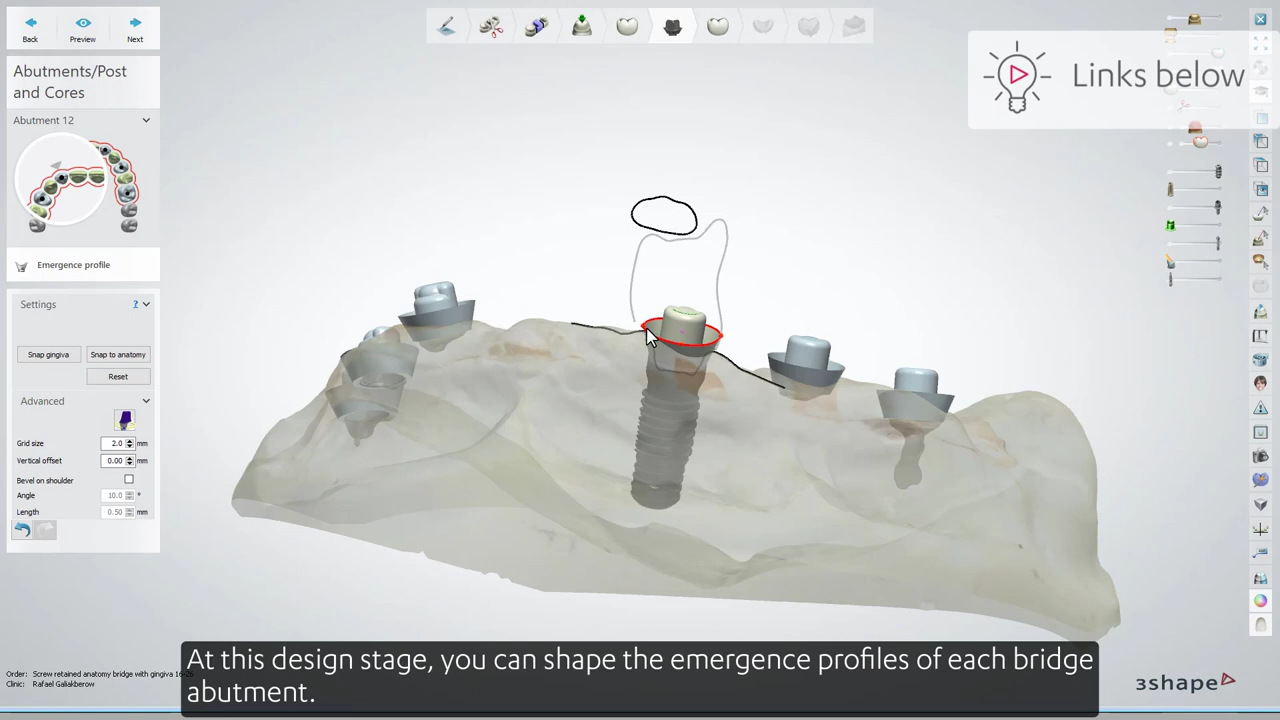 Back
Preview
Next
Links below
Abutments/Post
and Cores
Abutment 12
Emergence profile
Settings
?
Snap gingiva
Snap to anatomy
Reset
Advanced
Grid size
2.0
mm
Vertical offset
0.00
mm
Bevel on shoulder
Angle
10.0
°
Length
0.50
mm
At this design stage, you can shape the emergence profiles of each bridge
abutment.
Order: Screw retained anatomy bridge with gingiva
Clinic: Rafael Galiakberow
3shape